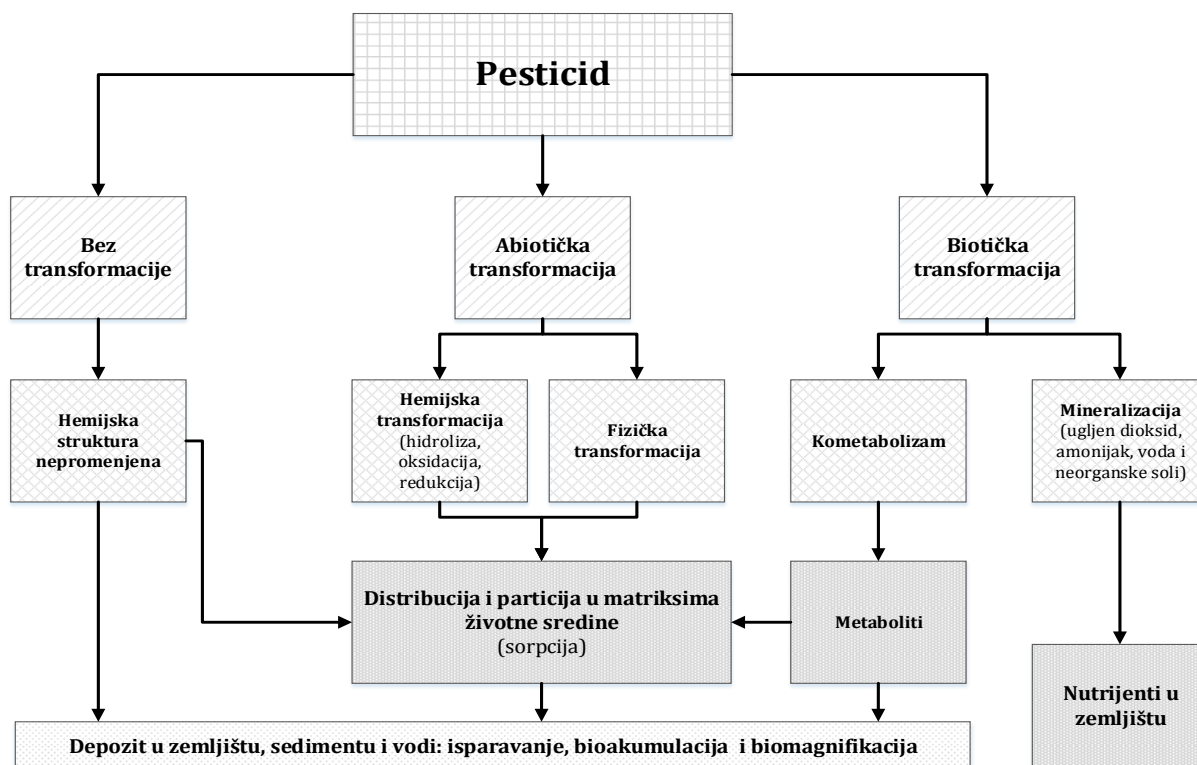 Pesticid
Bez
transformacije
Abiotička
transformacija
Biotička
transformacija
Hemijska
struktura
nepromenjena
Hemijska
transformacija
(hidroliza,
oksidacija,
redukcija)
Fizička
transformacija
Kometabolizam
Mineralizacija
(ugljen dioksid,
amonijak, voda i
neorganske soli)
Distribucija i particija u matriksima
životne sredine
(sorpcija)
Metaboliti
Nutrijenti u
zemljištu
Depozit u zemljištu, sedimentu i vodi: isparavanje, bioakumulacija i biomagnifikacija